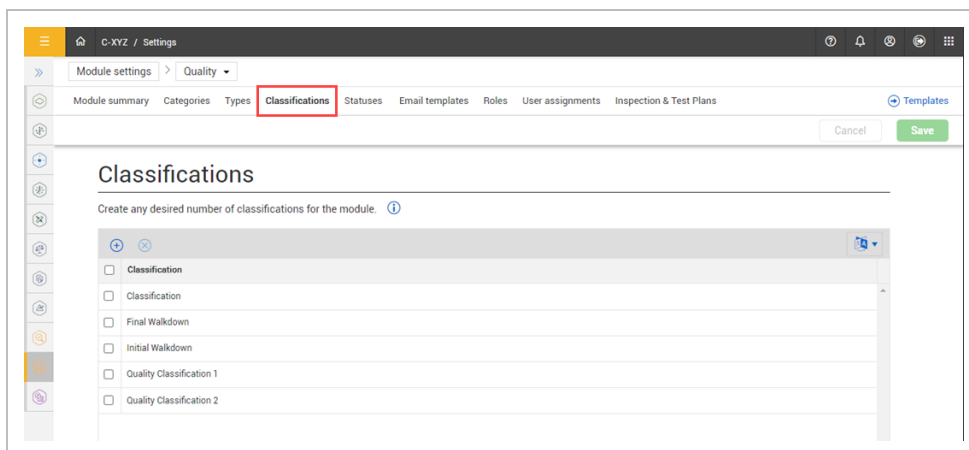 C-XYZ / Settings
Module settings > Quality
Module summary Categories Types Classifications Statuses Email templates Roles User assignments Inspection & Test Plans Templates
Cancel Save
Classifications
Create any desired number of classifications for the module.
Classification
Classification
Final Walkdown
Initial Walkdown
Quality Classification 1
Quality Classification 2